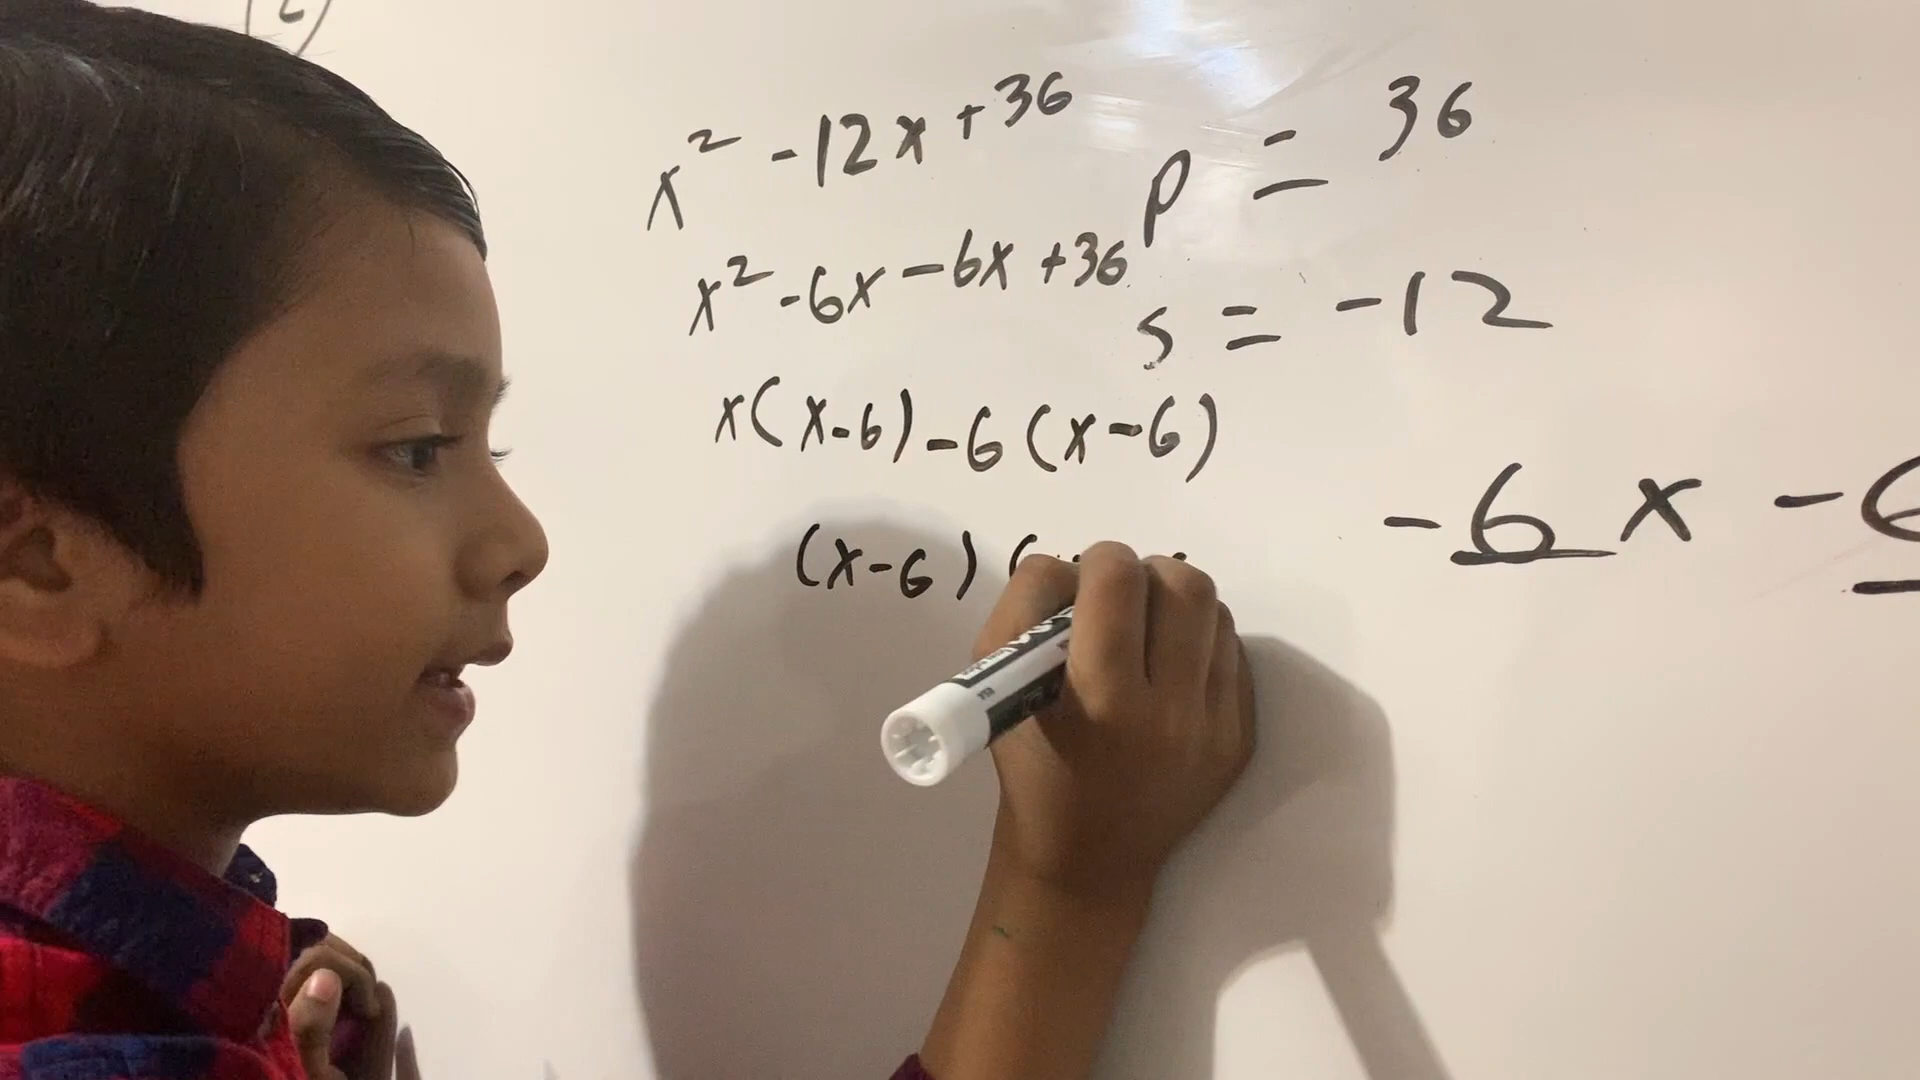 x² -12x +36
p = 36
x² -6x -6x +36
s = -12
x(x-6) -6(x-6)
-6x -6
(x-6)(